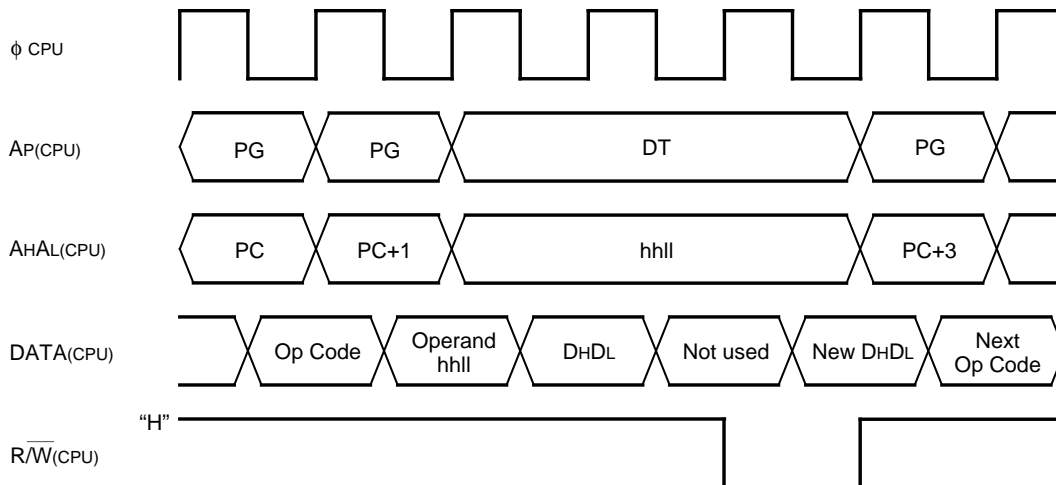 ϕ CPU
AP(CPU) PG PG DT PG
AHAL(CPU) PC PC+1 hhll PC+3
DATA(CPU) Op Code Operand hhll DHDL Not used New DHDL Next Op Code
“H”
R/W(CPU)